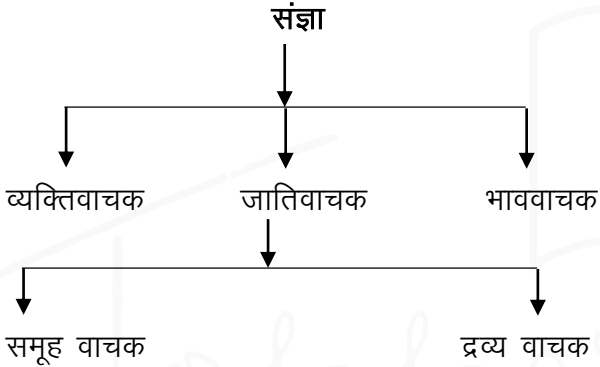 संज्ञा
व्यक्तिवाचक जातिवाचक भाववाचक
समूह वाचक द्रव्य वाचक